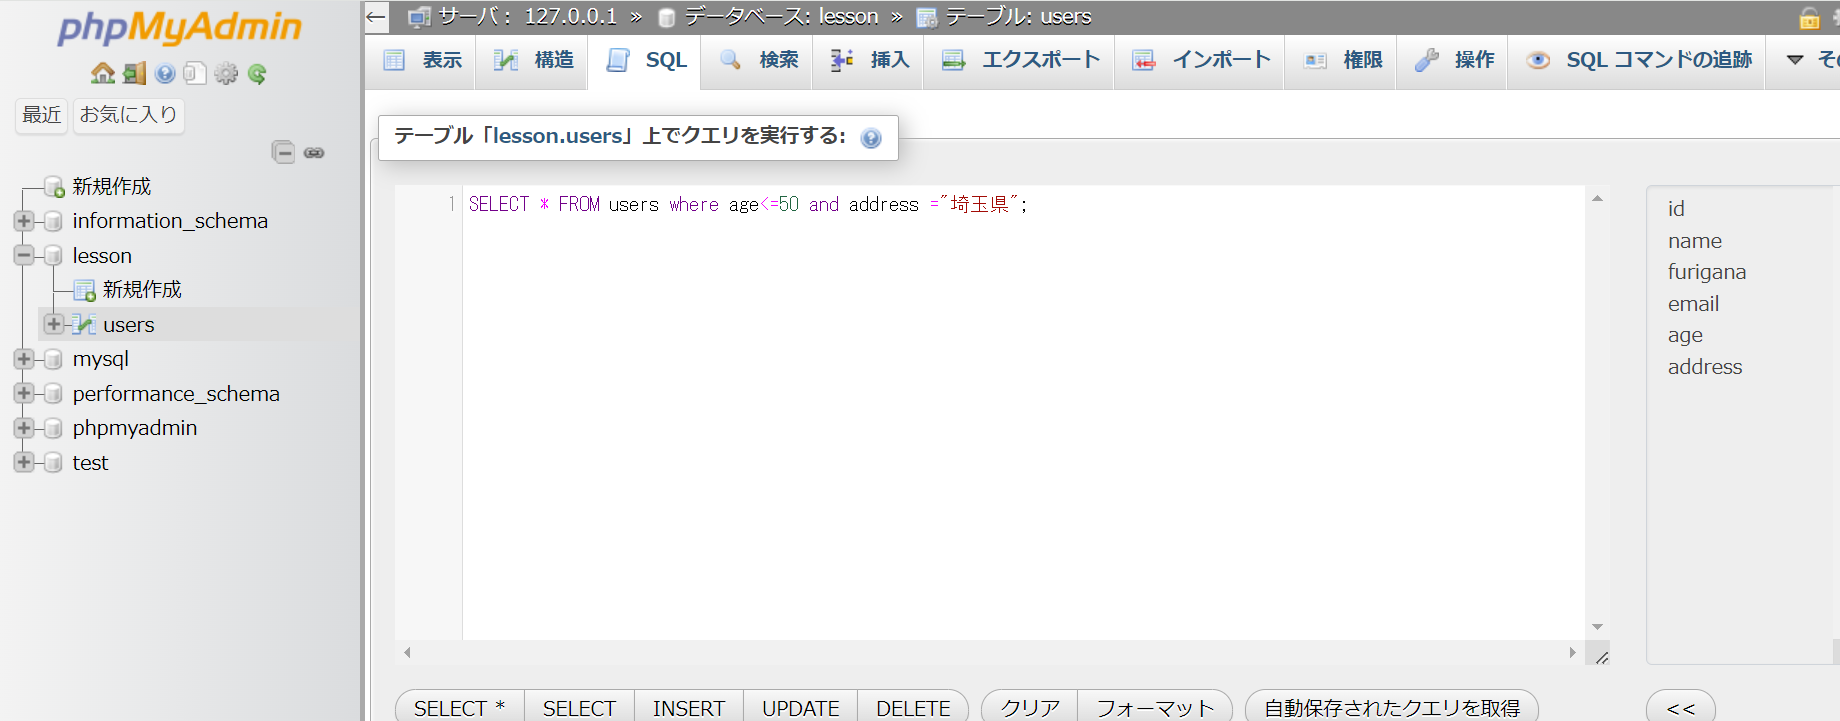 phpMyAdmin
最近 お気に入り
新規作成
information_schema
lesson
新規作成
users
mysql
performance_schema
phpmyadmin
test
← サーバ: 127.0.0.1 » データベース: lesson » テーブル: users
表示 構造 SQL 検索 挿入 エクスポート インポート 権限 操作 SQL コマンドの追跡
テーブル「lesson.users」上でクエリを実行する:
1 SELECT * FROM users where age<=50 and address ="埼玉県";
id
name
furigana
email
age
address
SELECT * SELECT INSERT UPDATE DELETE クリア フォーマット 自動保存されたクエリを取得 <<